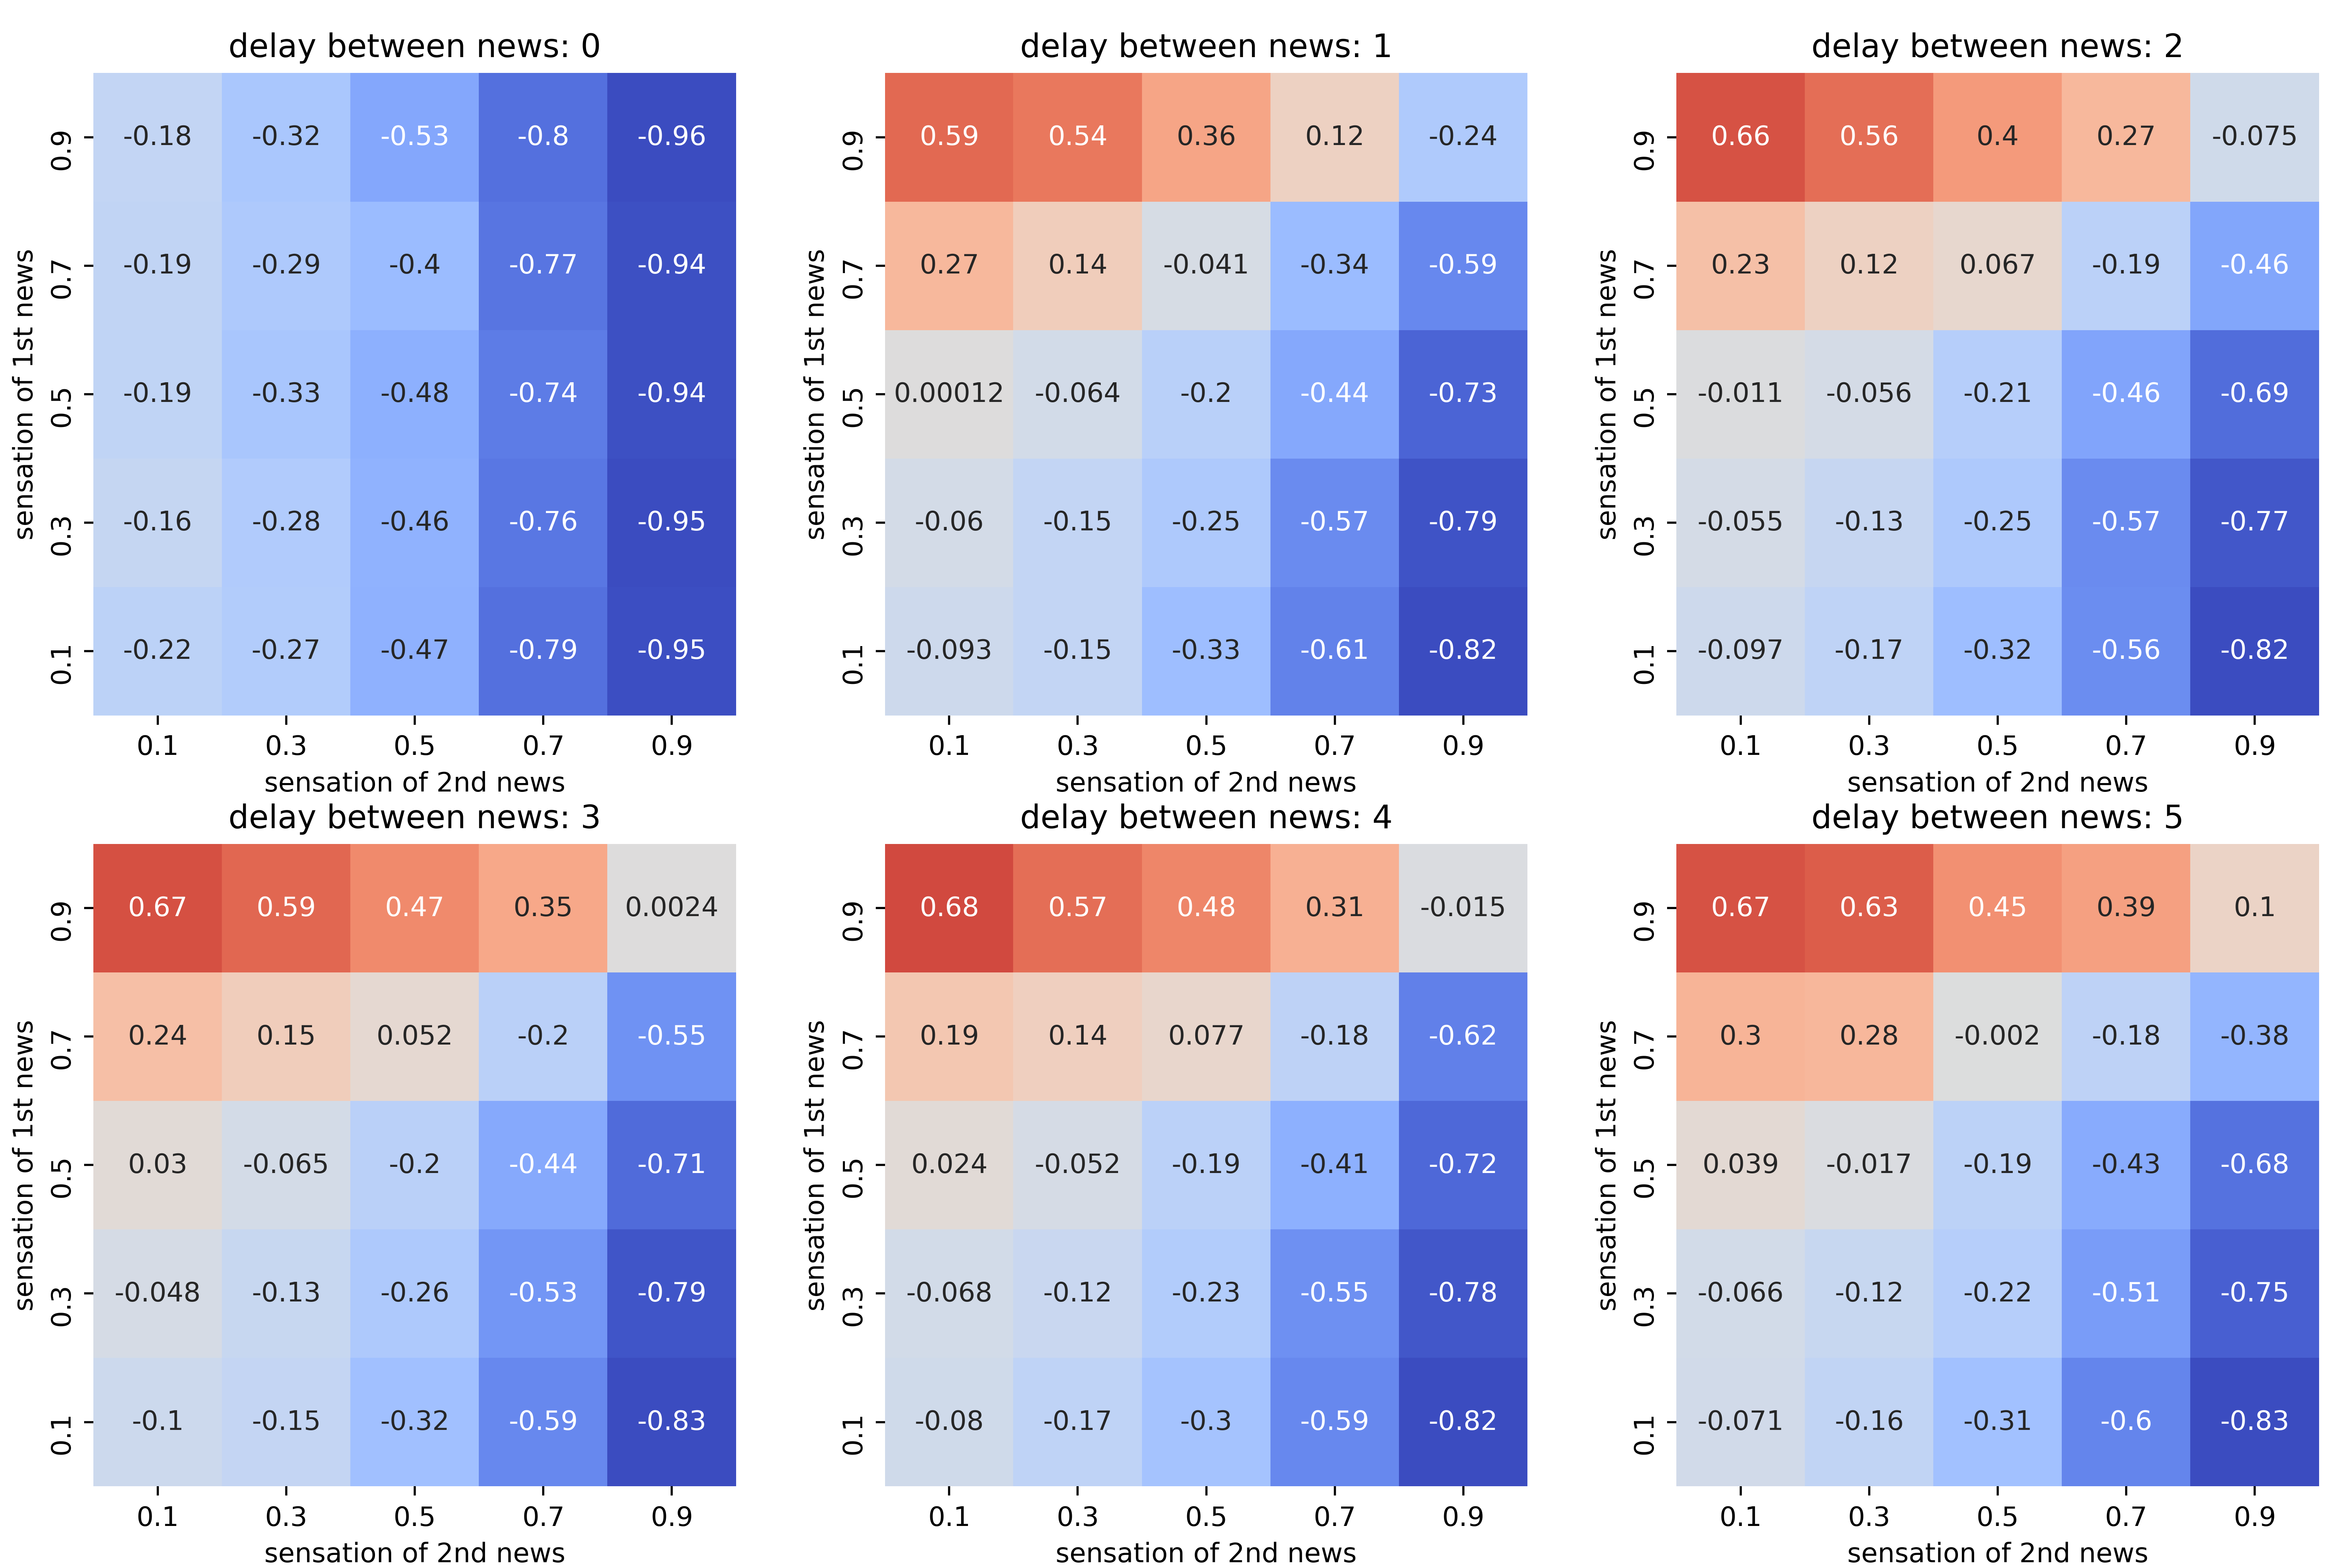 delay between news: 0
delay between news: 1
delay between news: 2
sensation of 1st news
0.9
-0.18 -0.32 -0.53 -0.8 -0.96
0.7
-0.19 -0.29 -0.4 -0.77 -0.94
0.5
-0.19 -0.33 -0.48 -0.74 -0.94
0.3
-0.16 -0.28 -0.46 -0.76 -0.95
0.1
-0.22 -0.27 -0.47 -0.79 -0.95
0.1 0.3 0.5 0.7 0.9
sensation of 2nd news
sensation of 1st news
0.9
0.59 0.54 0.36 0.12 -0.24
0.7
0.27 0.14 -0.041 -0.34 -0.59
0.5
0.00012 -0.064 -0.2 -0.44 -0.73
0.3
-0.06 -0.15 -0.25 -0.57 -0.79
0.1
-0.093 -0.15 -0.33 -0.61 -0.82
0.1 0.3 0.5 0.7 0.9
sensation of 2nd news
sensation of 1st news
0.9
0.66 0.56 0.4 0.27 -0.075
0.7
0.23 0.12 0.067 -0.19 -0.46
0.5
-0.011 -0.056 -0.21 -0.46 -0.69
0.3
-0.055 -0.13 -0.25 -0.57 -0.77
0.1
-0.097 -0.17 -0.32 -0.56 -0.82
0.1 0.3 0.5 0.7 0.9
sensation of 2nd news
delay between news: 3
delay between news: 4
delay between news: 5
sensation of 1st news
0.9
0.67 0.59 0.47 0.35 0.0024
0.7
0.24 0.15 0.052 -0.2 -0.55
0.5
0.03 -0.065 -0.2 -0.44 -0.71
0.3
-0.048 -0.13 -0.26 -0.53 -0.79
0.1
-0.1 -0.15 -0.32 -0.59 -0.83
0.1 0.3 0.5 0.7 0.9
sensation of 2nd news
sensation of 1st news
0.9
0.68 0.57 0.48 0.31 -0.015
0.7
0.19 0.14 0.077 -0.18 -0.62
0.5
0.024 -0.052 -0.19 -0.41 -0.72
0.3
-0.068 -0.12 -0.23 -0.55 -0.78
0.1
-0.08 -0.17 -0.3 -0.59 -0.82
0.1 0.3 0.5 0.7 0.9
sensation of 2nd news
sensation of 1st news
0.9
0.67 0.63 0.45 0.39 0.1
0.7
0.3 0.28 -0.002 -0.18 -0.38
0.5
0.039 -0.017 -0.19 -0.43 -0.68
0.3
-0.066 -0.12 -0.22 -0.51 -0.75
0.1
-0.071 -0.16 -0.31 -0.6 -0.83
0.1 0.3 0.5 0.7 0.9
sensation of 2nd news